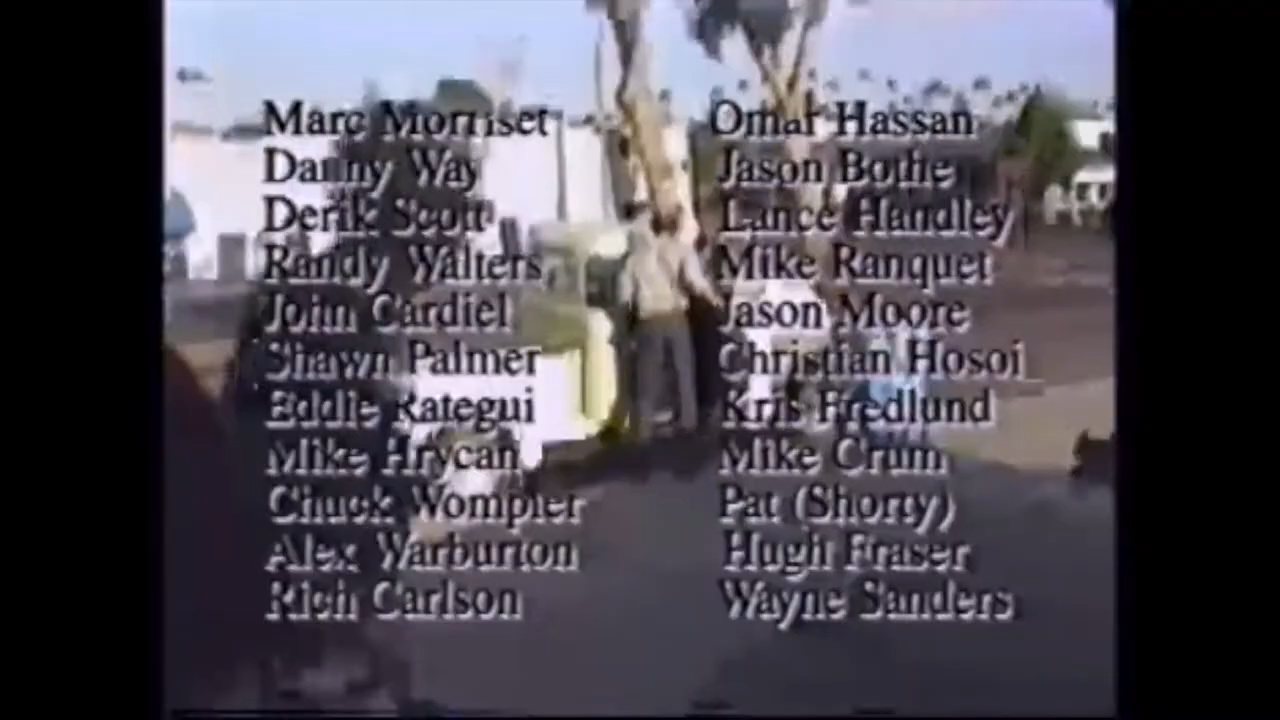 Marc Morriset
Danny Way
Derik Scott
Randy Walters
John Cardiel
Shawn Palmer
Eddie Rategui
Mike Hrycan
Chuck Wompler
Alex Warburton
Rich Carlson
Omar Hassan
Jason Bothe
Lance Handley
Mike Ranquet
Jason Moore
Christian Hosoi
Kris Fredlund
Mike Crum
Pat (Shorty)
Hugh Fraser
Wayne Sanders